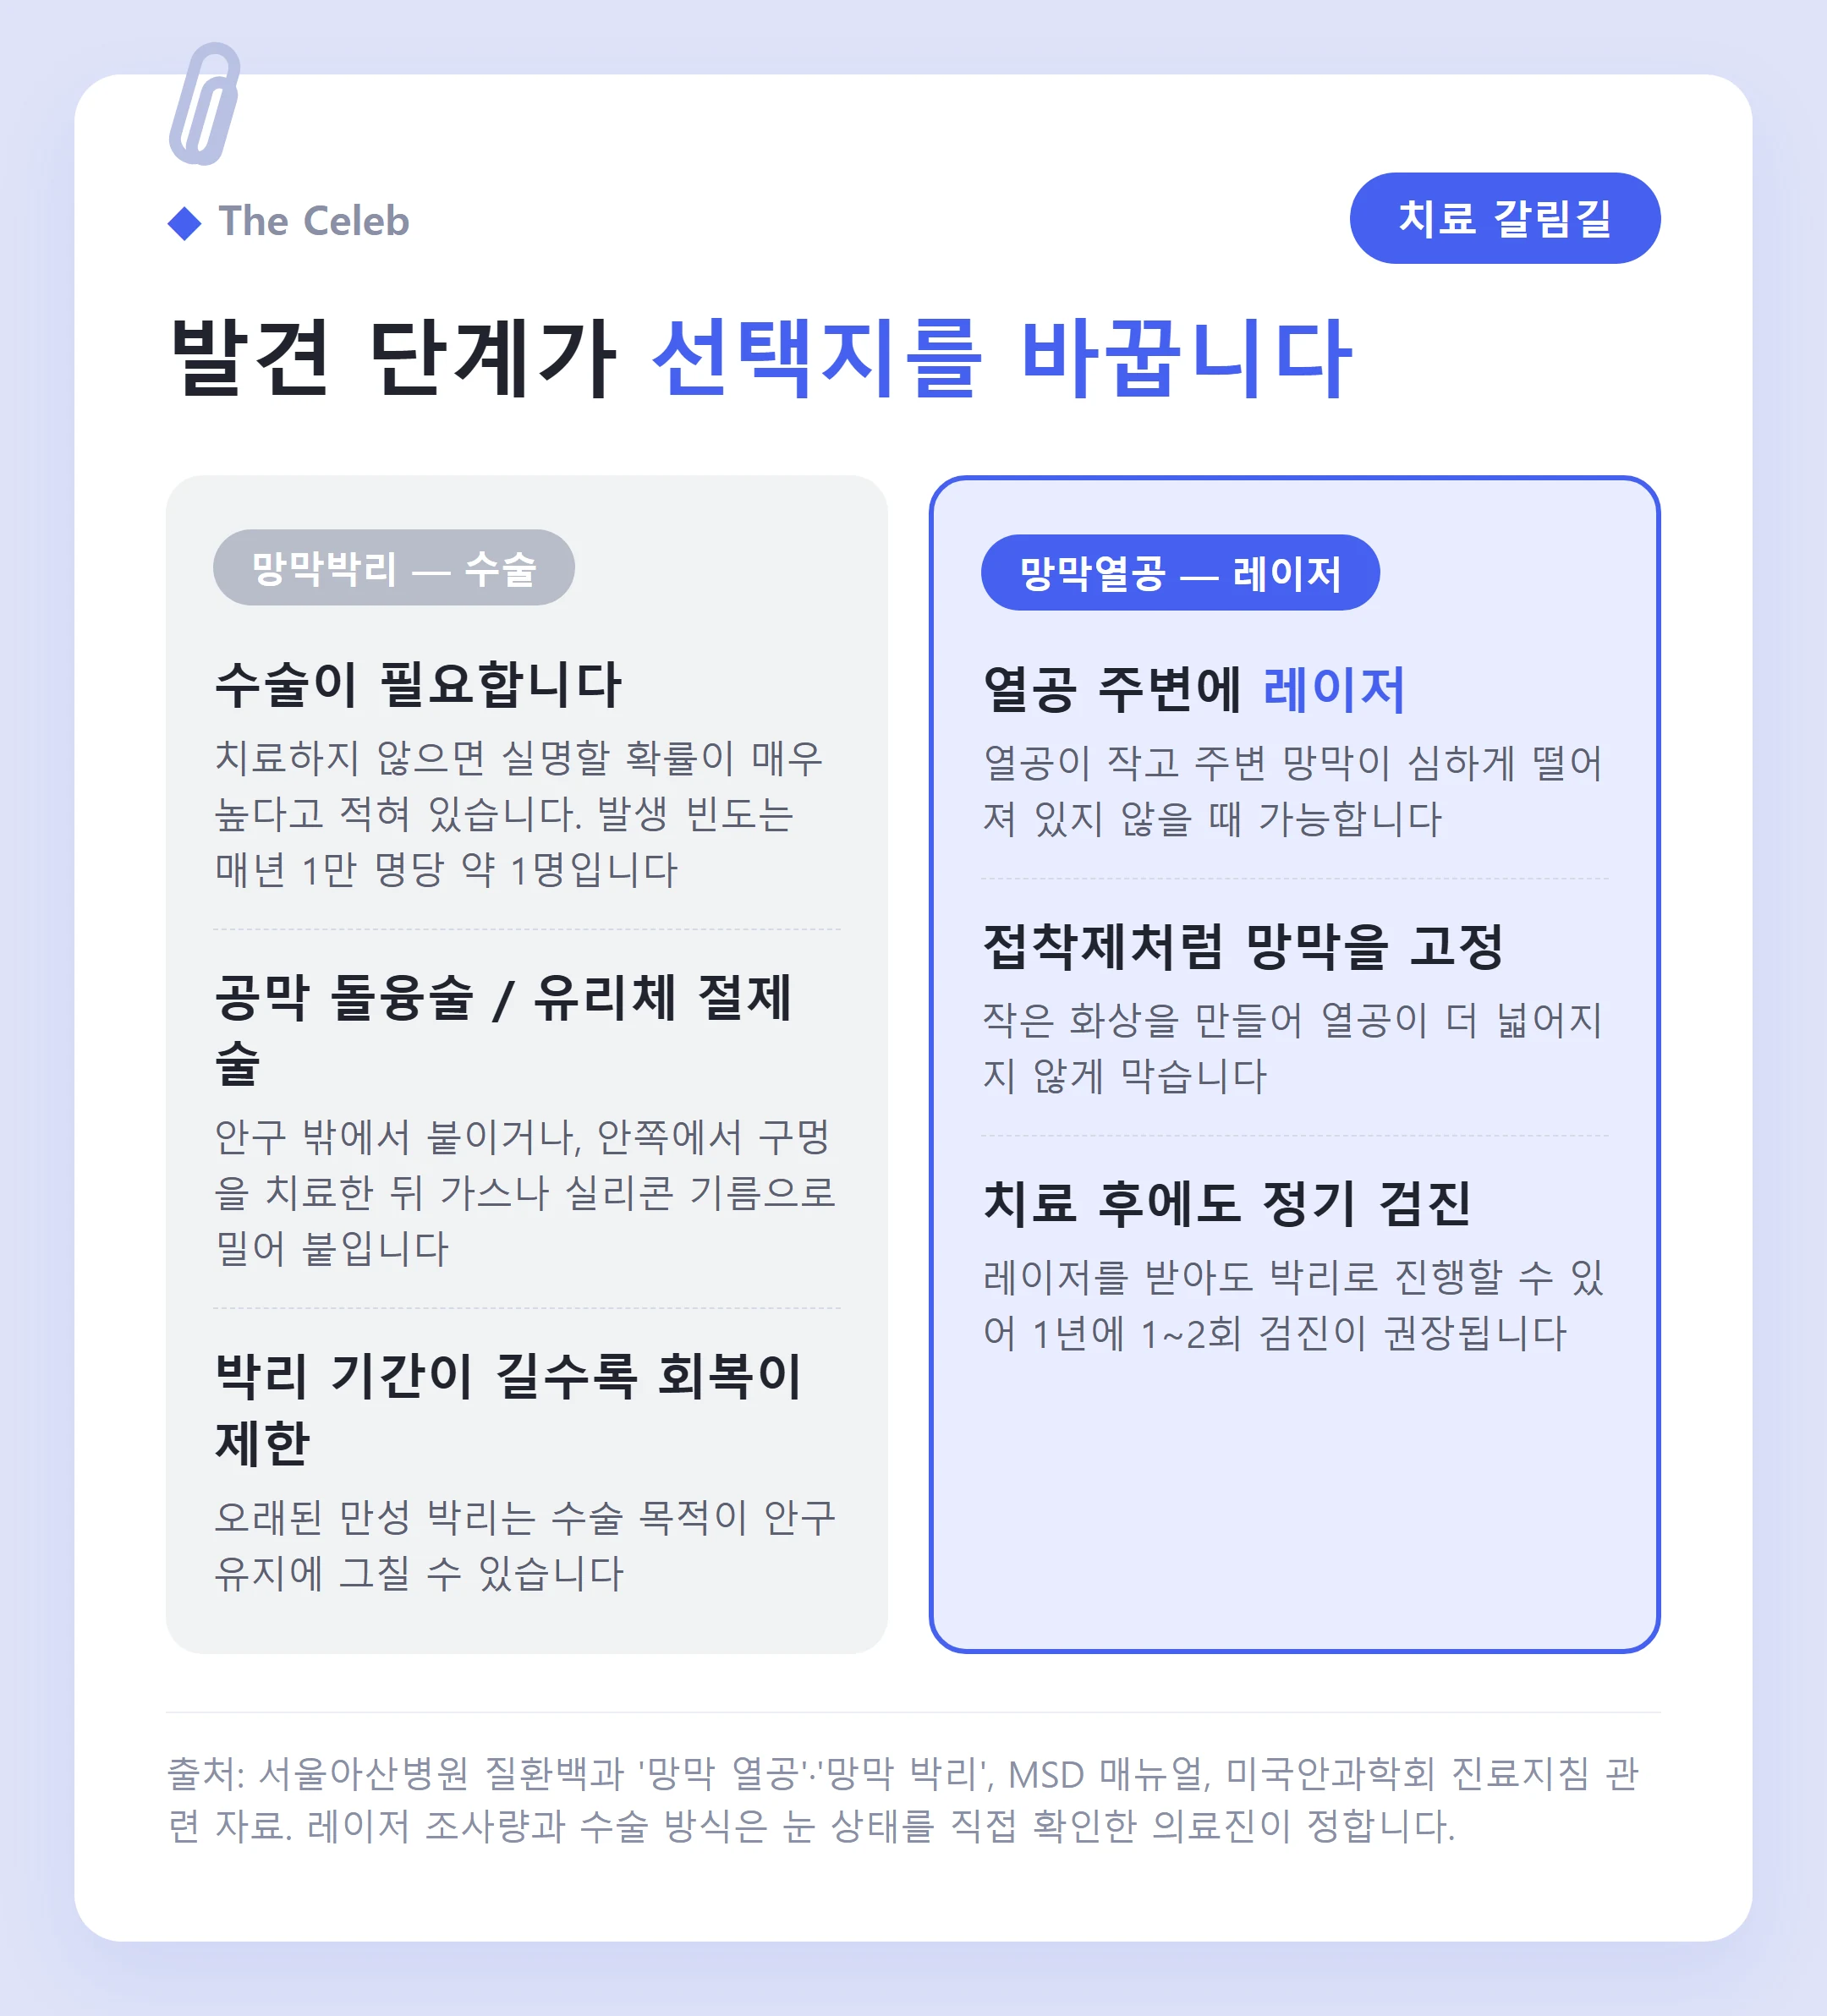 The Celeb
치료 갈림길
발견 단계가 선택지를 바꿉니다
망막박리 — 수술
수술이 필요합니다
치료하지 않으면 실명할 확률이 매우
높다고 적혀 있습니다. 발생 빈도는
매년 1만 명당 약 1명입니다
공막 돌융술 / 유리체 절제
술
안구 밖에서 붙이거나, 안쪽에서 구멍
을 치료한 뒤 가스나 실리콘 기름으로
밀어 붙입니다
박리 기간이 길수록 회복이
제한
오래된 만성 박리는 수술 목적이 안구
유지에 그칠 수 있습니다
망막열공 — 레이저
열공 주변에 레이저
열공이 작고 주변 망막이 심하게 떨어
져 있지 않을 때 가능합니다
접착제처럼 망막을 고정
작은 화상을 만들어 열공이 더 넓어지
지 않게 막습니다
치료 후에도 정기 검진
레이저를 받아도 박리로 진행할 수 있
어 1년에 1~2회 검진이 권장됩니다
출처: 서울아산병원 질환백과 '망막 열공'·'망막 박리', MSD 매뉴얼, 미국안과학회 진료지침 관
련 자료. 레이저 조사량과 수술 방식은 눈 상태를 직접 확인한 의료진이 정합니다.